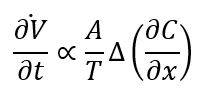 ∂V̇/∂t ∝ A/T Δ(∂C/∂x)